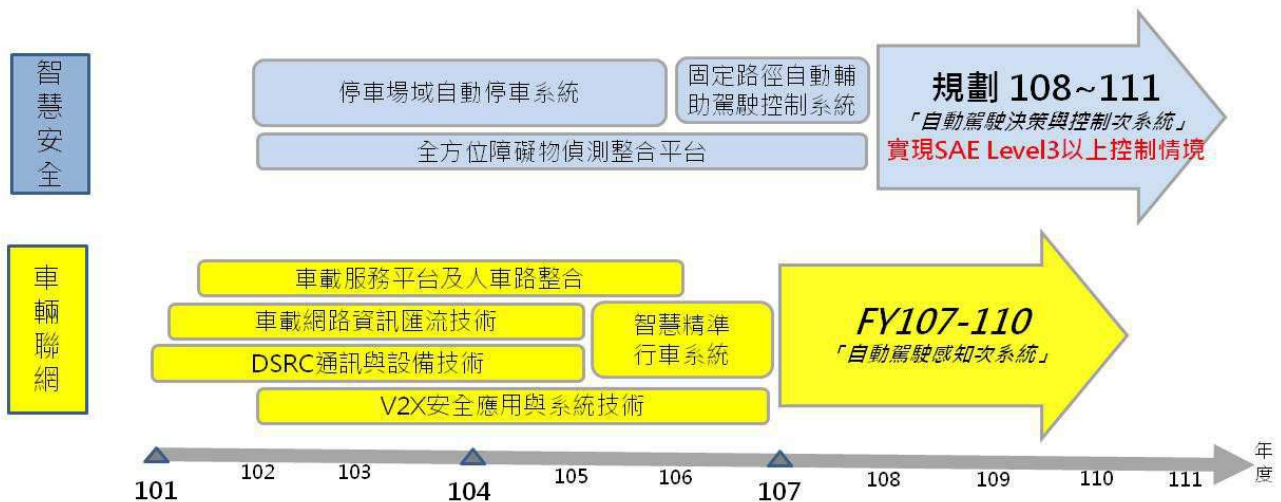 智慧安全
停車場域自動停車系統
固定路徑自動輔
助駕駛控制系統
全方位障礙物偵測整合平台
規劃 108~111
「自動駕駛決策與控制次系統」
實現SAE Level3以上控制情境
車輛聯網
車載服務平台及人車路整合
車載網路資訊匯流技術
DSRC通訊與設備技術
智慧精準
行車系統
V2X安全應用與系統技術
FY107-110
「自動駕駛感知次系統」
101
102
103
104
105
106
107
108
109
110
111
年度